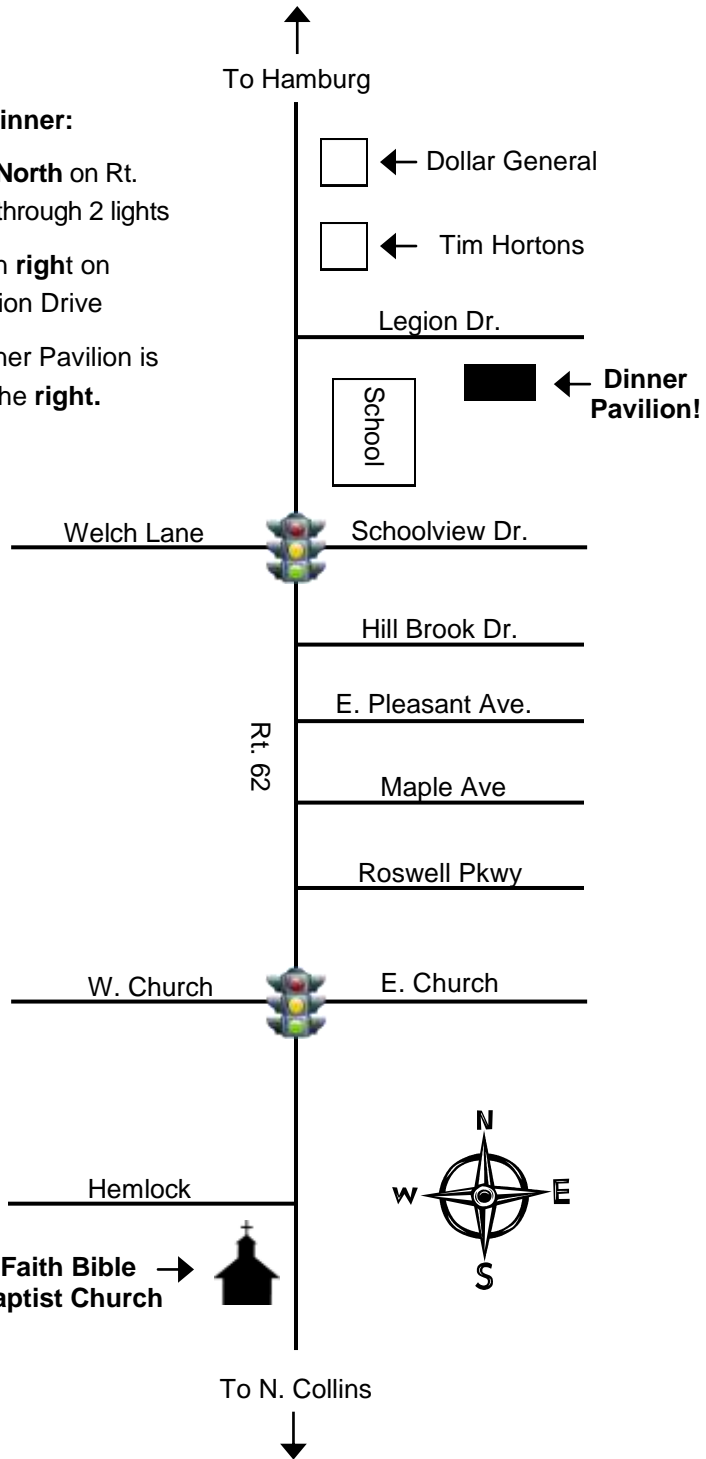 To Hamburg
inner:
North on Rt.
through 2 lights
n right on
ion Drive
ner Pavilion is
he right.
Dollar General
Tim Hortons
Legion Dr.
Dinner
Pavilion!
School
Welch Lane
Schoolview Dr.
Hill Brook Dr.
E. Pleasant Ave.
Rt. 62
Maple Ave
Roswell Pkwy
W. Church
E. Church
N
W
E
S
Hemlock
Faith Bible
aptist Church
To N. Collins